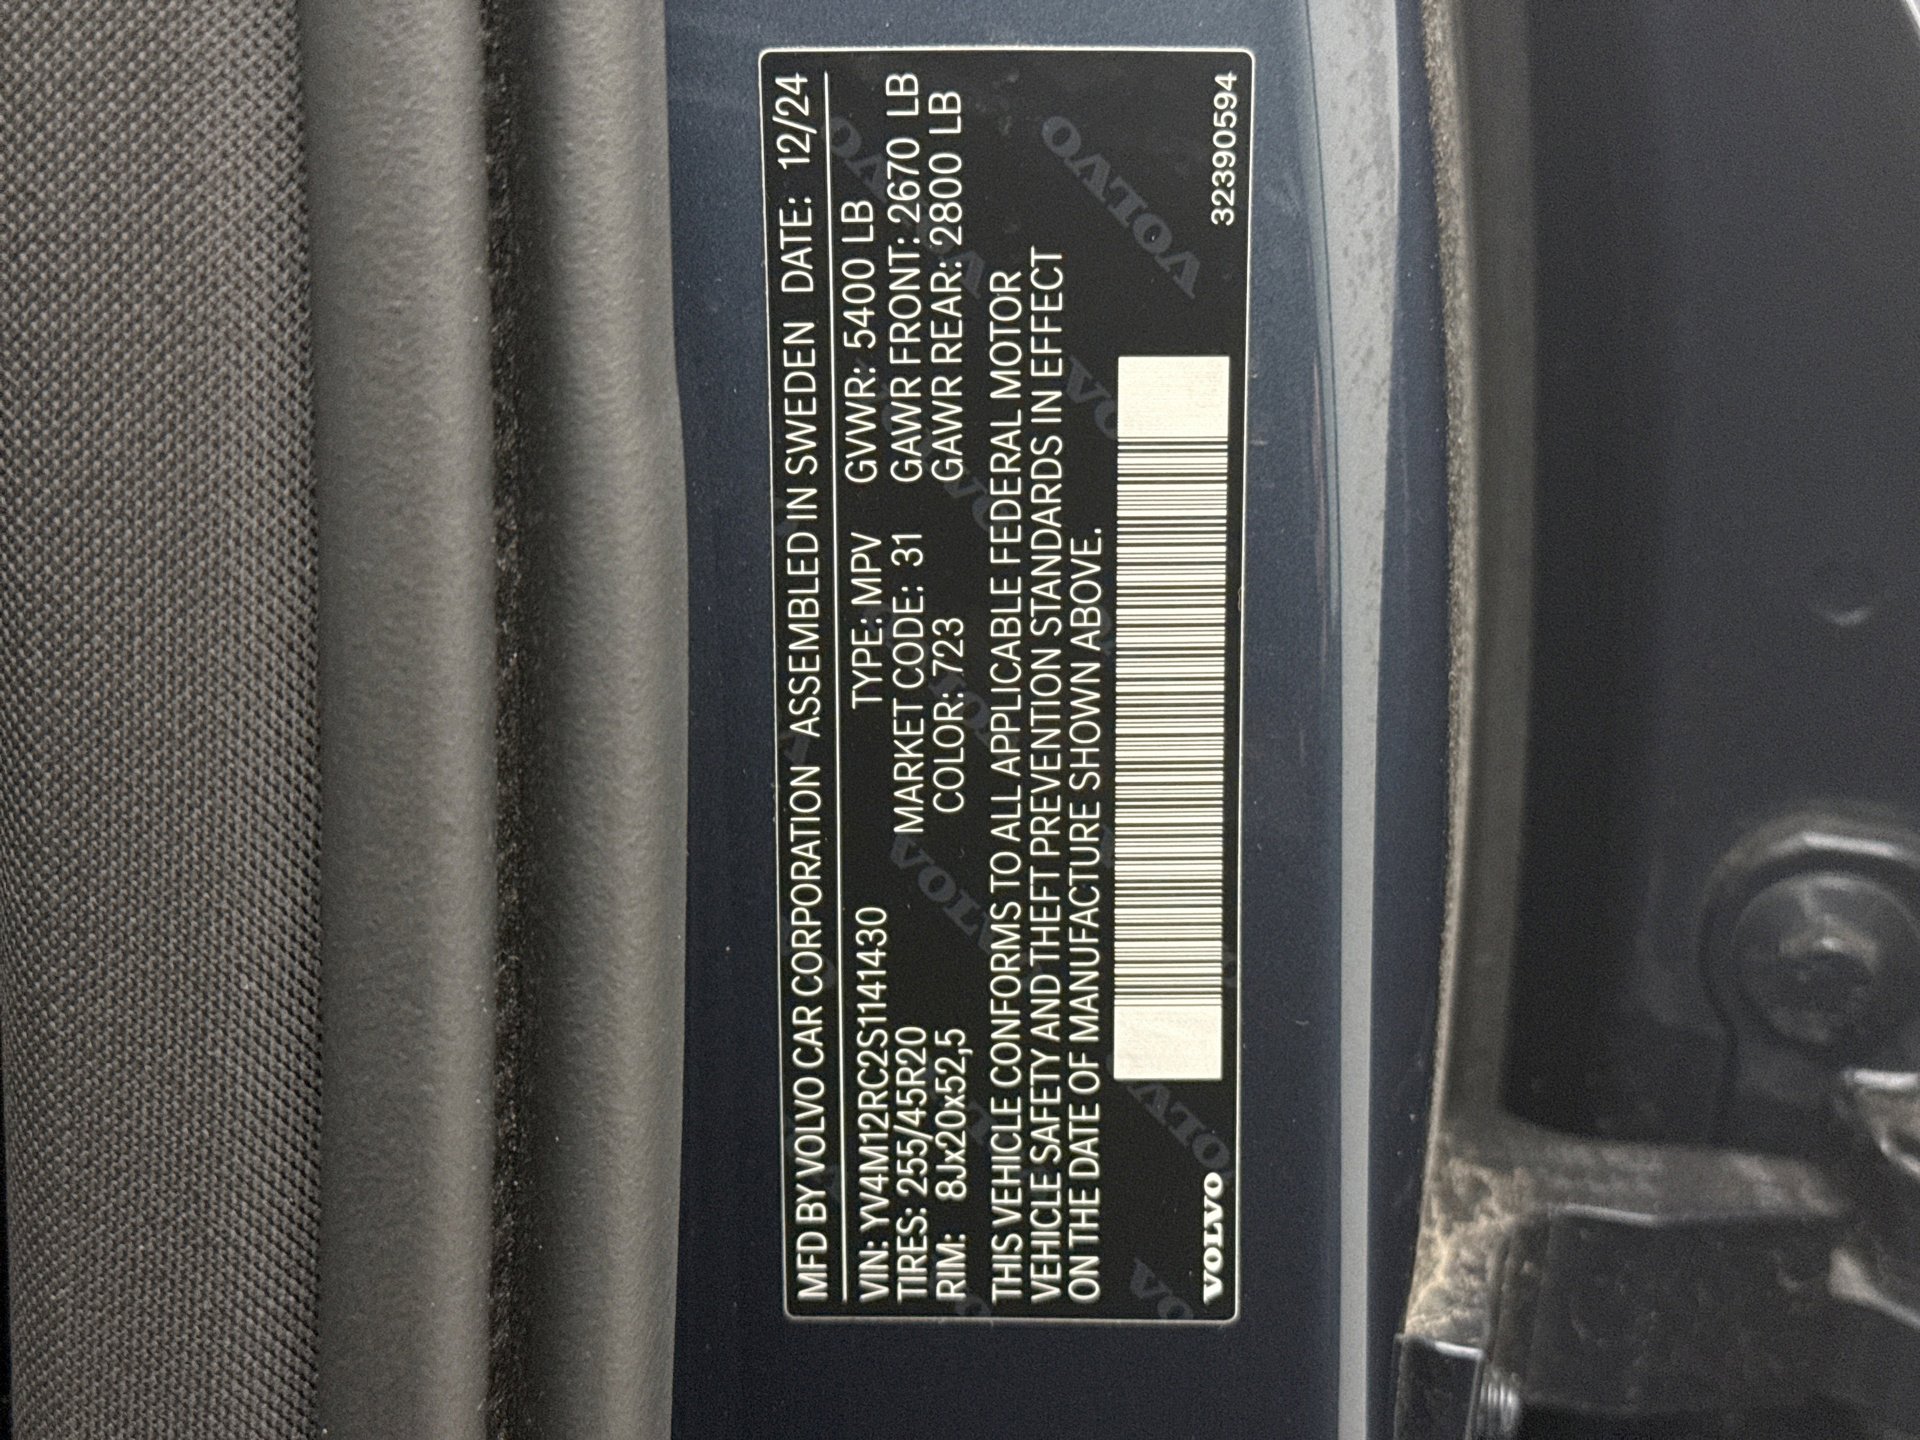 MFD BY VOLVO CAR CORPORATION ASSEMBLED IN SWEDEN DATE: 12/24
VIN: YV4M12RC2S1141430 TYPE: MPV GVWR: 5400 LB
TIRES: 255/45R20 MARKET CODE: 31 GAWR FRONT: 2670 LB
RIM: 8Jx20x52,5 COLOR: 723 GAWR REAR: 2800 LB
THIS VEHICLE CONFORMS TO ALL APPLICABLE FEDERAL MOTOR
VEHICLE SAFETY AND THEFT PREVENTION STANDARDS IN EFFECT
ON THE DATE OF MANUFACTURE SHOWN ABOVE.
VOLVO 32390594